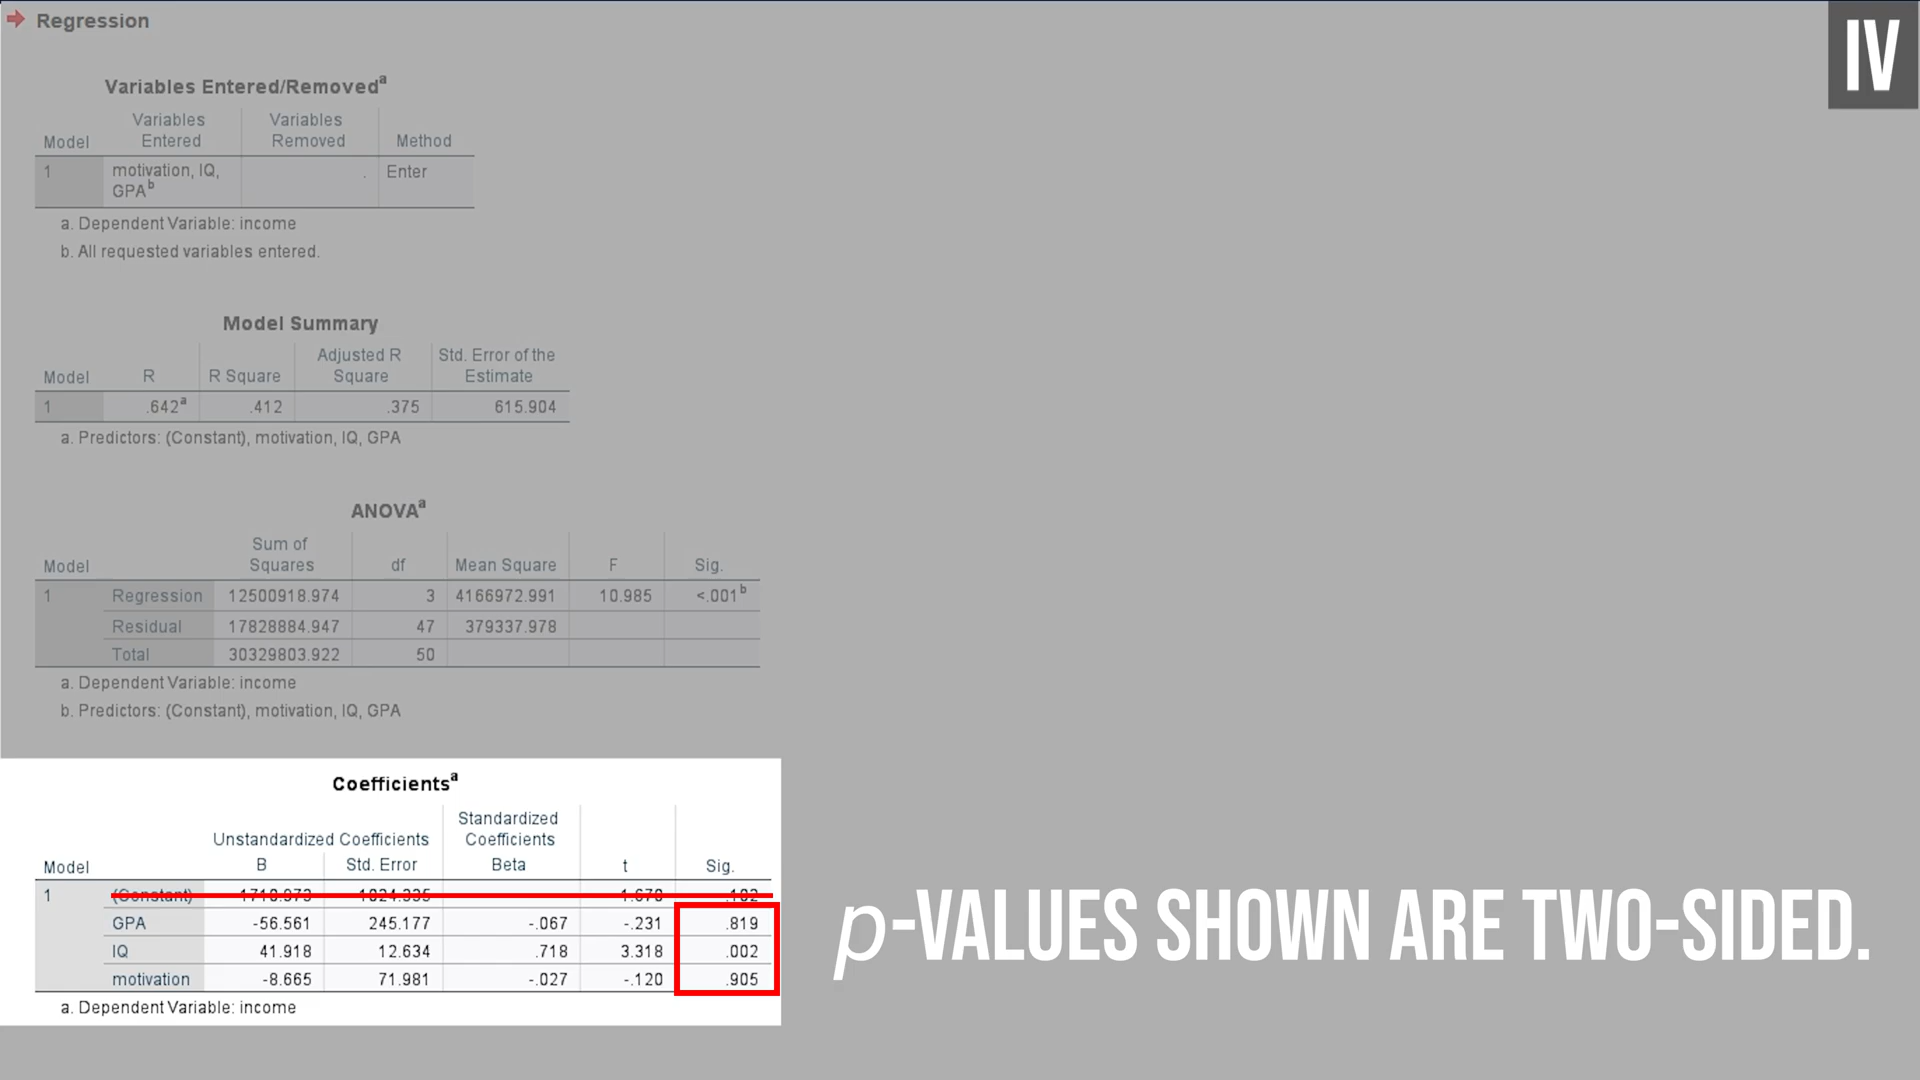 Regression
IV
Variables Entered/Removedᵃ
Model Variables Entered Variables Removed Method
1 motivation, IQ, GPAᵇ . Enter
a. Dependent Variable: income
b. All requested variables entered.
Model Summary
Model R R Square Adjusted R Square Std. Error of the Estimate
1 .642ᵃ .412 .375 615.904
a. Predictors: (Constant), motivation, IQ, GPA
ANOVAᵃ
Model Sum of Squares df Mean Square F Sig.
1 Regression 12500918.974 3 4166972.991 10.985 <.001ᵇ
Residual 17828884.947 47 379337.978
Total 30329803.922 50
a. Dependent Variable: income
b. Predictors: (Constant), motivation, IQ, GPA
Coefficientsᵃ
Unstandardized Coefficients Standardized Coefficients
Model B Std. Error Beta t Sig.
1 (Constant)
GPA -56.561 245.177 -.067 -.231 .819
IQ 41.918 12.634 .718 3.318 .002
motivation -8.665 71.981 -.027 -.120 .905
a. Dependent Variable: income
p-VALUES SHOWN ARE TWO-SIDED.